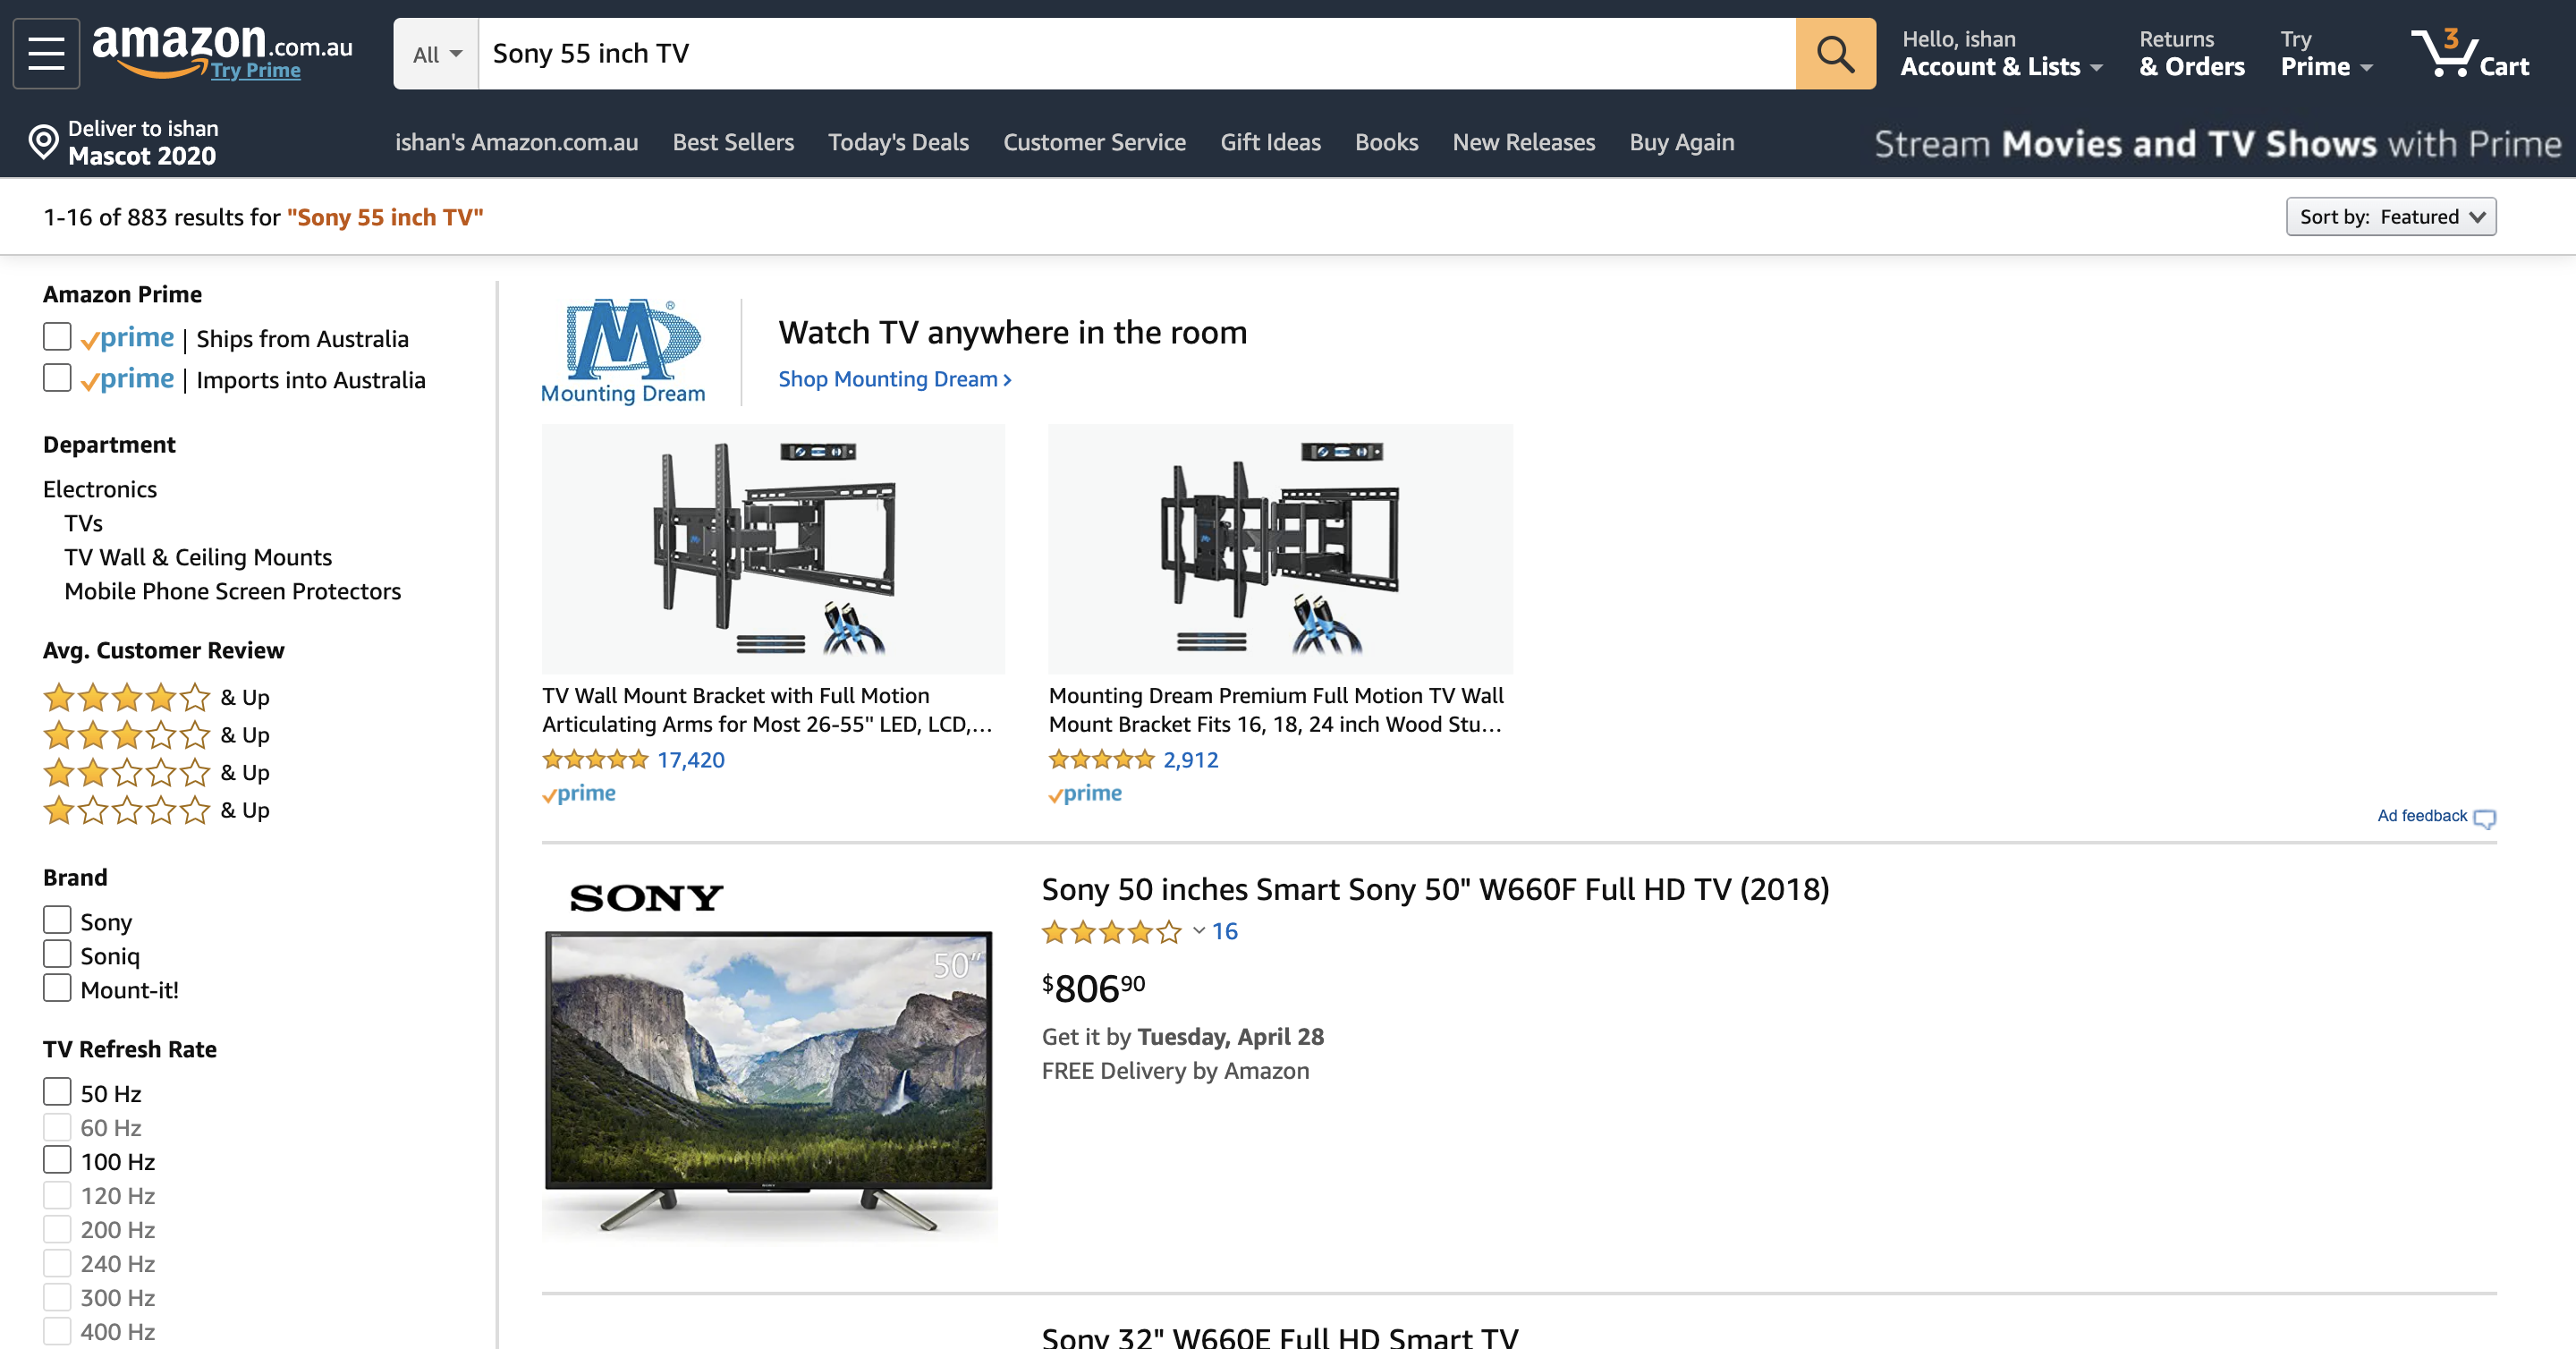 amazon.com.au
Try Prime
All
Sony 55 inch TV
Hello, ishan
Account & Lists
Returns
& Orders
Try
Prime
3
Cart
Deliver to ishan
Mascot 2020
ishan's Amazon.com.au Best Sellers Today's Deals Customer Service Gift Ideas Books New Releases Buy Again
Stream Movies and TV Shows with Prime
1-16 of 883 results for "Sony 55 inch TV"
Sort by: Featured
Amazon Prime
prime | Ships from Australia
prime | Imports into Australia
Department
Electronics
TVs
TV Wall & Ceiling Mounts
Mobile Phone Screen Protectors
Avg. Customer Review
& Up
& Up
& Up
& Up
Brand
Sony
Soniq
Mount-it!
TV Refresh Rate
50 Hz
60 Hz
100 Hz
120 Hz
200 Hz
240 Hz
300 Hz
400 Hz
M®
Mounting Dream
Watch TV anywhere in the room
Shop Mounting Dream ›
TV Wall Mount Bracket with Full Motion
Articulating Arms for Most 26-55" LED, LCD,...
17,420
prime
Mounting Dream Premium Full Motion TV Wall
Mount Bracket Fits 16, 18, 24 inch Wood Stu...
2,912
prime
Ad feedback
SONY
50"
Sony 50 inches Smart Sony 50" W660F Full HD TV (2018)
16
$806.90
Get it by Tuesday, April 28
FREE Delivery by Amazon
Sony 32" W660E Full HD Smart TV